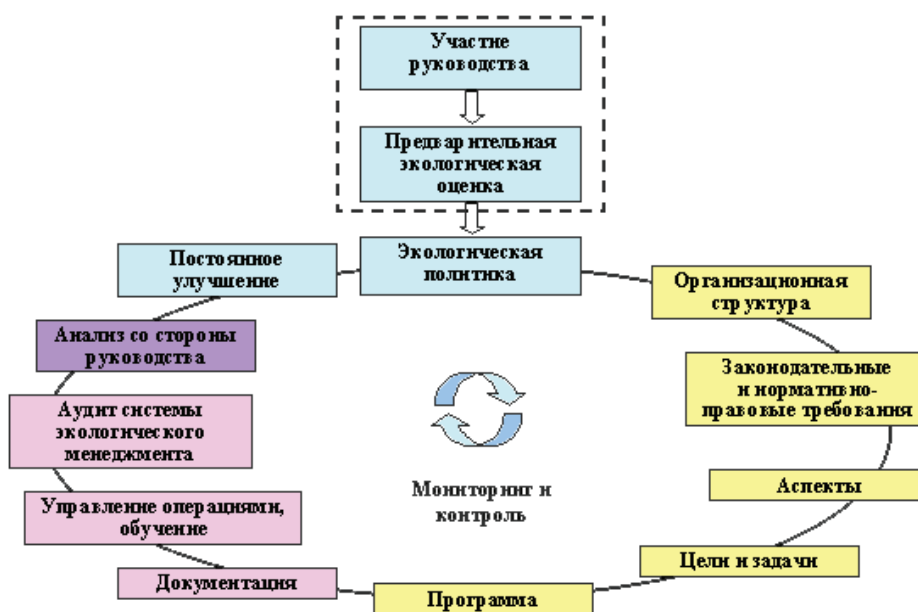 Участие
руководства
Предварительная
экологическая
оценка
Экологическая
политика
Постоянное
улучшение
Организационная
структура
Анализ со стороны
руководства
Законодательные
и нормативно-
правовые требования
Аудит системы
экологического
менеджмента
Мониторинг и
контроль
Аспекты
Управление операциями,
обучение
Цели и задачи
Документация
Программа